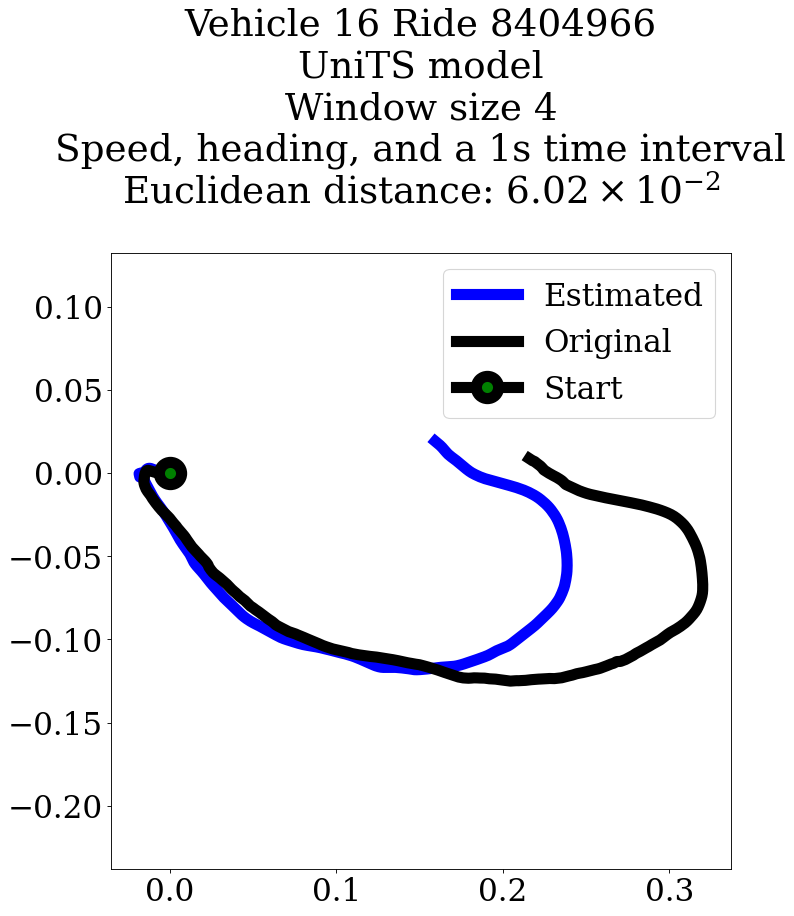 Vehicle 16 Ride 8404966
UniTS model
Window size 4
Speed, heading, and a 1s time interval
Euclidean distance: 6.02 × 10⁻²
Estimated
Original
Start
0.10
0.05
0.00
−0.05
−0.10
−0.15
−0.20
0.0 0.1 0.2 0.3